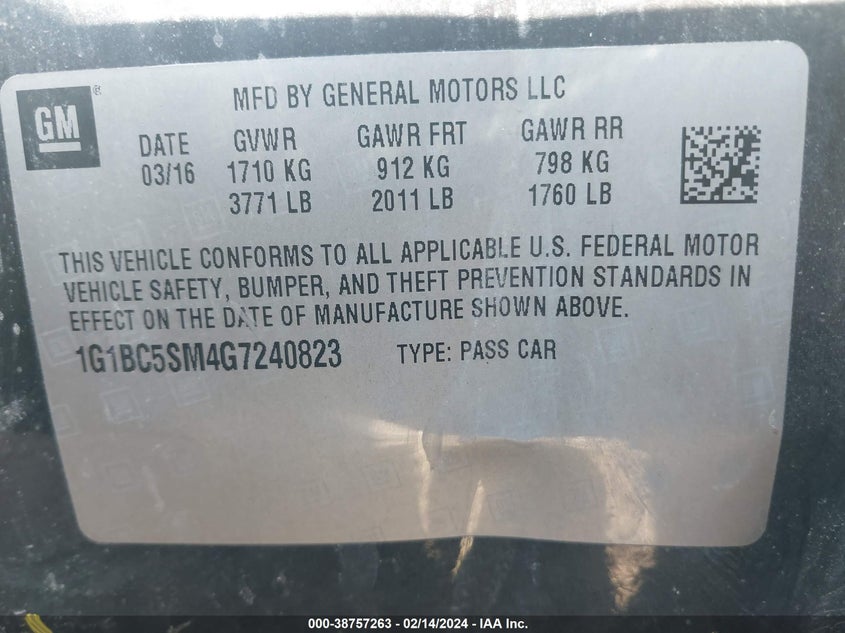 GM ®
MFD BY GENERAL MOTORS LLC
DATE GVWR GAWR FRT GAWR RR
03/16 1710 KG 912 KG 798 KG
3771 LB 2011 LB 1760 LB
THIS VEHICLE CONFORMS TO ALL APPLICABLE U.S. FEDERAL MOTOR
VEHICLE SAFETY, BUMPER, AND THEFT PREVENTION STANDARDS IN
EFFECT ON THE DATE OF MANUFACTURE SHOWN ABOVE.
1G1BC5SM4G7240823 TYPE: PASS CAR
000-38757263 - 02/14/2024 - IAA Inc.